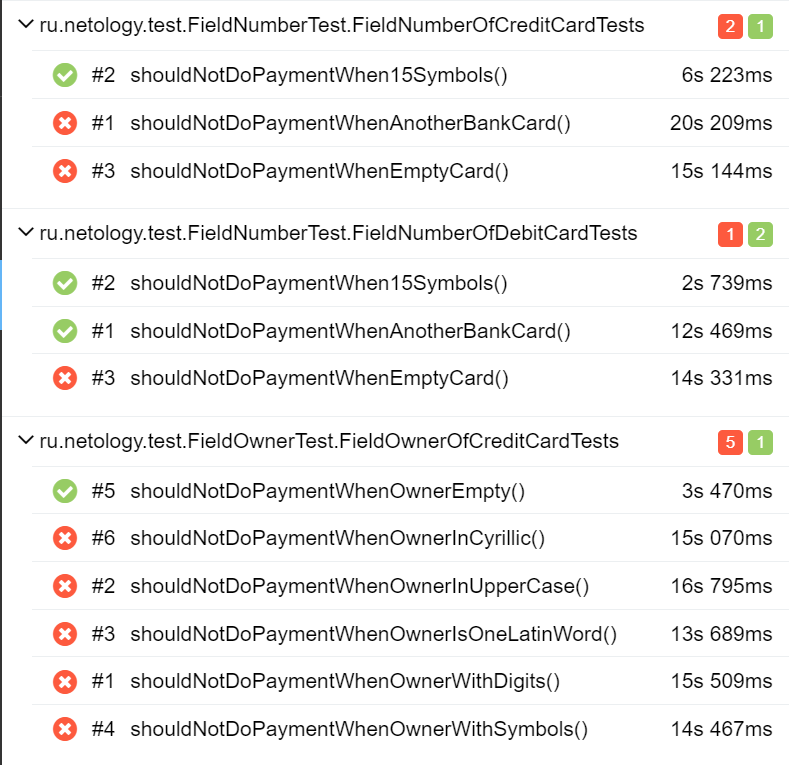 ru.netology.test.FieldNumberTest.FieldNumberOfCreditCardTests 2 1
#2 shouldNotDoPaymentWhen15Symbols() 6s 223ms
#1 shouldNotDoPaymentWhenAnotherBankCard() 20s 209ms
#3 shouldNotDoPaymentWhenEmptyCard() 15s 144ms
ru.netology.test.FieldNumberTest.FieldNumberOfDebitCardTests 1 2
#2 shouldNotDoPaymentWhen15Symbols() 2s 739ms
#1 shouldNotDoPaymentWhenAnotherBankCard() 12s 469ms
#3 shouldNotDoPaymentWhenEmptyCard() 14s 331ms
ru.netology.test.FieldOwnerTest.FieldOwnerOfCreditCardTests 5 1
#5 shouldNotDoPaymentWhenOwnerEmpty() 3s 470ms
#6 shouldNotDoPaymentWhenOwnerInCyrillic() 15s 070ms
#2 shouldNotDoPaymentWhenOwnerInUpperCase() 16s 795ms
#3 shouldNotDoPaymentWhenOwnerIsOneLatinWord() 13s 689ms
#1 shouldNotDoPaymentWhenOwnerWithDigits() 15s 509ms
#4 shouldNotDoPaymentWhenOwnerWithSymbols() 14s 467ms